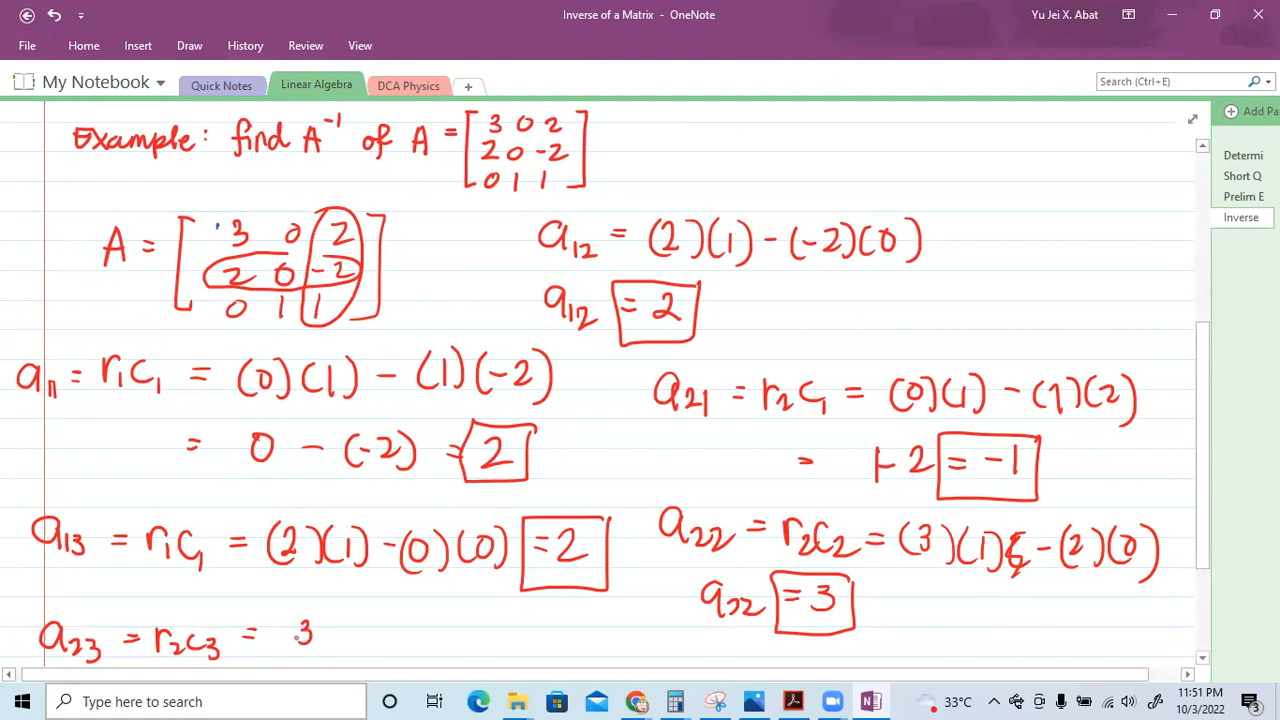 Inverse of a Matrix - OneNote
Yu Jei X. Abat
File Home Insert Draw History Review View
My Notebook
Quick Notes
Linear Algebra
DCA Physics
Search (Ctrl+E)
Add Pa
Determi
Short Q
Prelim E
Inverse
Example: find A⁻¹ of A = [3 0 2
2 0 -2
0 1 1]
A = [3 0 2
2 0 -2
0 1 1]
a₁₂ = (2)(1) - (-2)(0)
a₁₂ = 2
a₁₁ = r₁c₁ = (0)(1) - (1)(-2)
= 0 - (-2) = 2
a₁₃ = r₁c₁ = (2)(1) - (0)(0) = 2
a₂₃ = r₂c₃ = 3
a₂₁ = r₂c₁ = (0)(1) - (1)(2)
= 2 = -1
a₂₂ = r₂c₂ = (3)(1) - (2)(0)
a₂₂ = 3
Type here to search
33°C
11:51 PM
10/3/2022
3